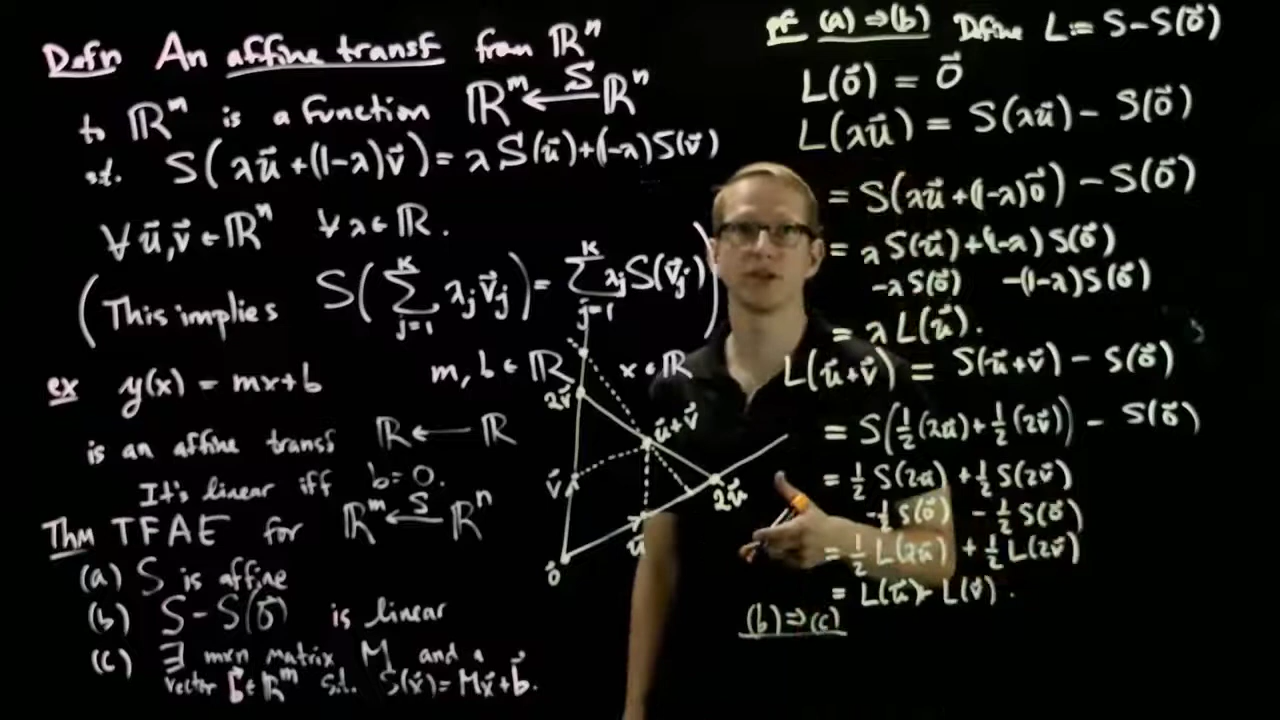 Defn An affine transf from ℝⁿ
to ℝᵐ is a function ℝᵐ ←S− ℝⁿ
s.t. S(λu⃗+(1-λ)v⃗) = λS(u⃗)+(1-λ)S(v⃗)
∀ u⃗,v⃗ ∈ ℝⁿ ∀ λ ∈ ℝ.
(This implies S(∑_{j=1}^{k} λⱼv⃗ⱼ) = ∑_{j=1}^{k} λⱼS(v⃗ⱼ))
ex y(x) = mx+b m, b ∈ ℝ x ∈ ℝ
is an affine transf ℝ ← ℝ
It's linear iff b=0.
Thm TFAE for ℝᵐ ←S− ℝⁿ
(a) S is affine
(b) S-S(0⃗) is linear
(c) ∃ m×n matrix M and a
vector b⃗ ∈ ℝᵐ s.t. S(x⃗)=Mx⃗+b⃗.
2v⃗
u⃗+v⃗
v⃗
2u⃗
u⃗
0⃗
pf (a)⇒(b) Define L:= S-S(0⃗)
L(0⃗) = 0⃗
L(λu⃗) = S(λu⃗) - S(0⃗)
= S(λu⃗+(1-λ)0⃗) - S(0⃗)
= λS(u⃗)+(1-λ)S(0⃗)
-λS(0⃗) -(1-λ)S(0⃗)
= λL(u⃗).
L(u⃗+v⃗) = S(u⃗+v⃗) - S(0⃗)
= S(½(2u⃗)+½(2v⃗)) - S(0⃗)
= ½S(2u⃗) + ½S(2v⃗)
-½S(0⃗) - ½S(0⃗)
= ½L(2u⃗) + ½L(2v⃗)
= L(u⃗)+L(v⃗).
(b)⇒(c)